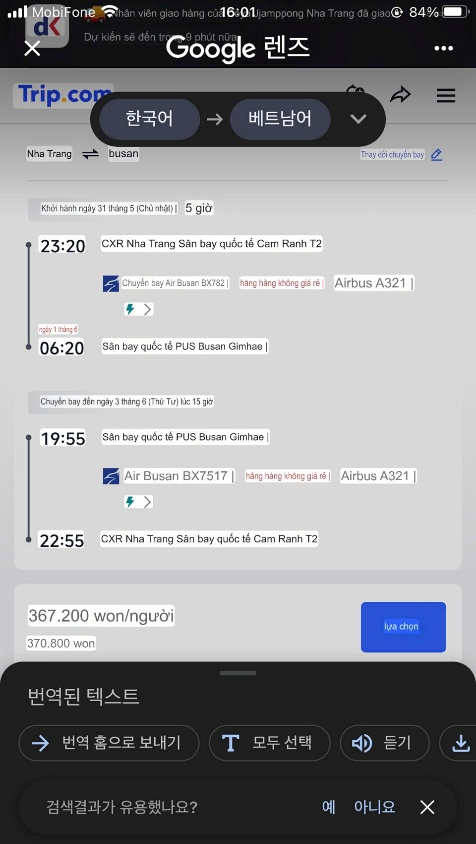 MobiFone 16:01 84%
Nhân viên giao hàng của Jjamppong Nha Trang đã giao
dK
Dự kiến sẽ đến trong 9 phút nữa
Google 렌즈
Trip.com
한국어 → 베트남어
Nha Trang ⇌ busan
Thay đổi chuyến bay
Khởi hành ngày 31 tháng 5 (Chủ nhật) | 5 giờ
23:20 CXR Nha Trang Sân bay quốc tế Cam Ranh T2
Chuyến bay Air Busan BX782 | hãng hàng không giá rẻ | Airbus A321 |
ngày 1 tháng 6
06:20 Sân bay quốc tế PUS Busan Gimhae |
Chuyến bay đến ngày 3 tháng 6 (Thứ Tư) lúc 15 giờ
19:55 Sân bay quốc tế PUS Busan Gimhae |
Air Busan BX7517 | hãng hàng không giá rẻ | Airbus A321 |
22:55 CXR Nha Trang Sân bay quốc tế Cam Ranh T2
367.200 won/người
370.800 won
lựa chọn
번역된 텍스트
번역 홈으로 보내기
모두 선택
듣기
검색결과가 유용했나요? 예 아니요